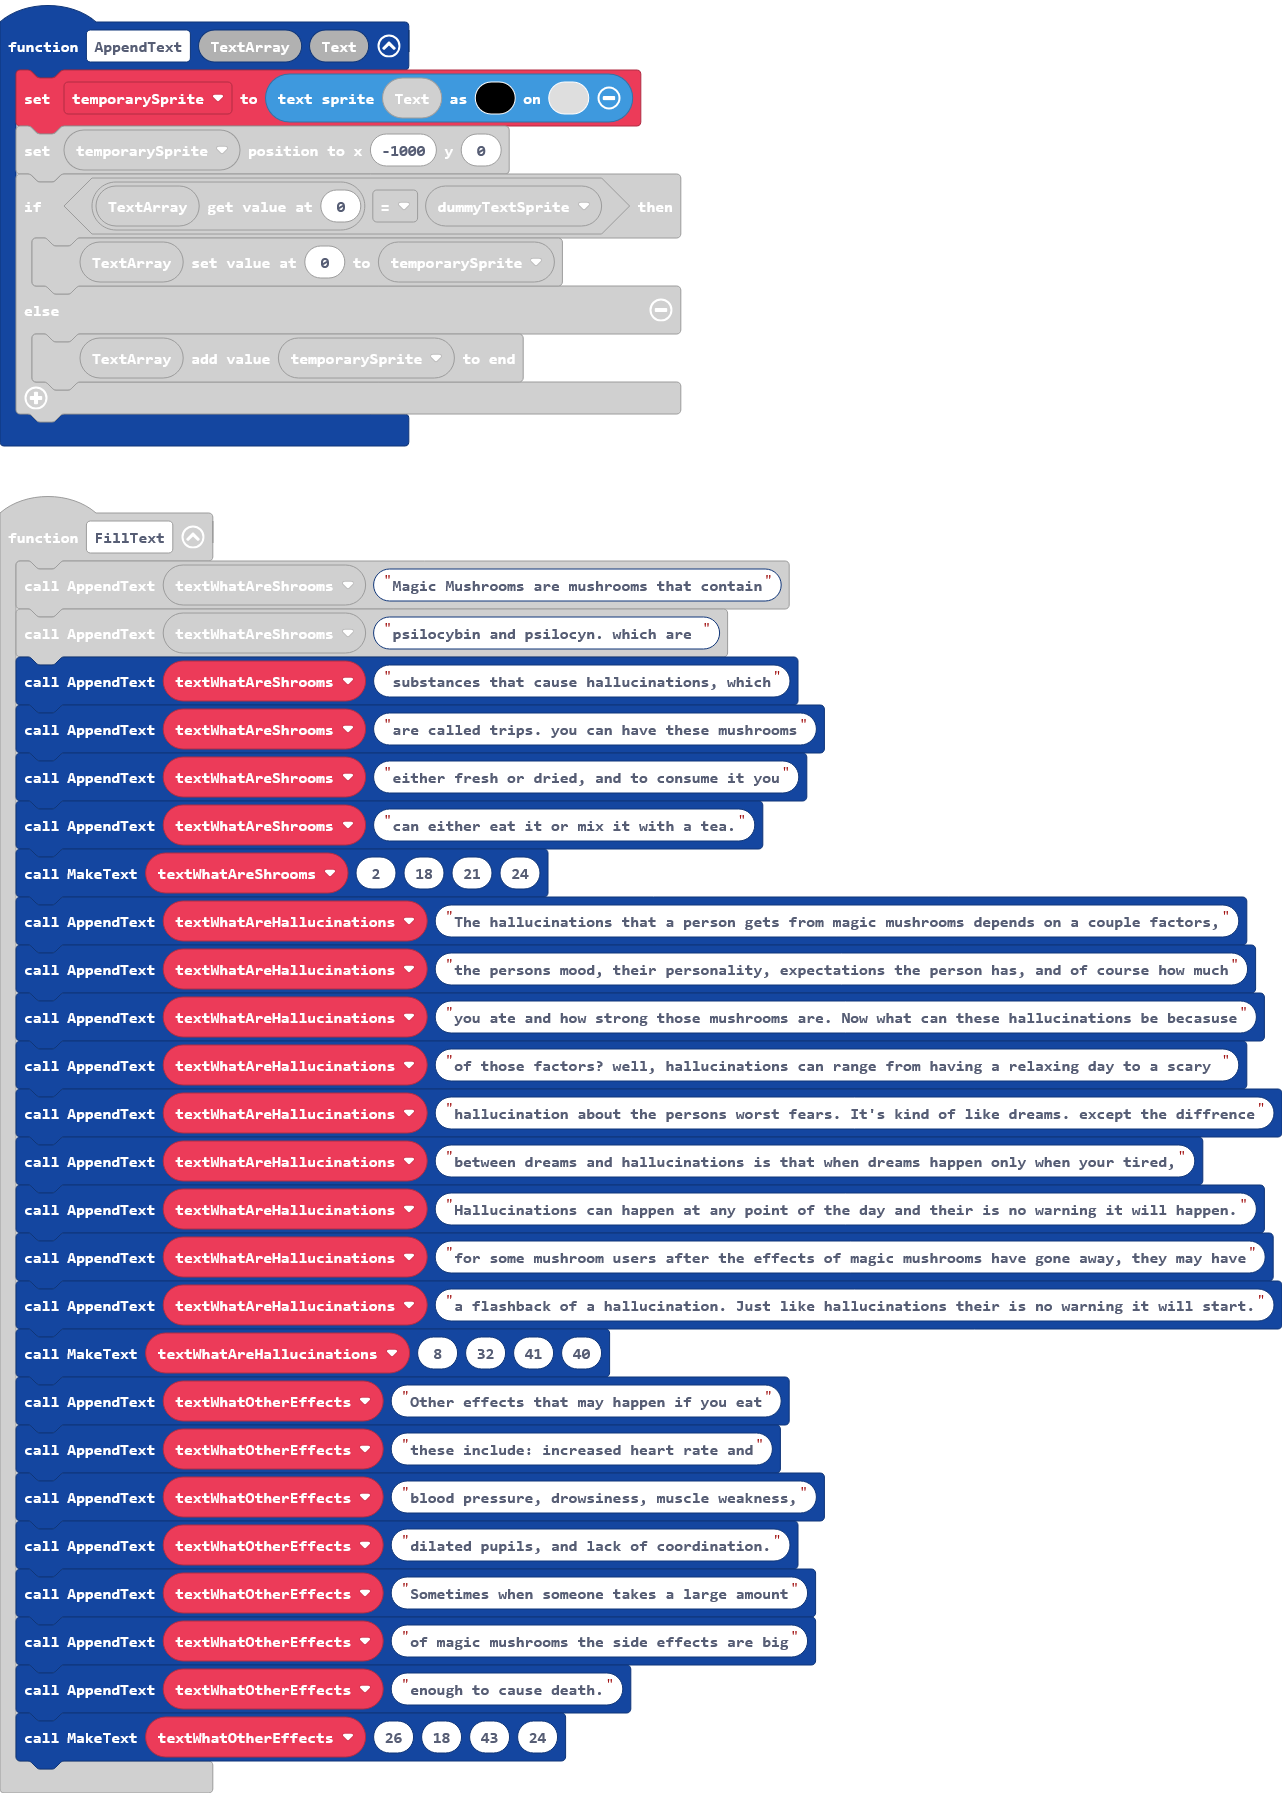 function AppendText TextArray Text
set temporarySprite to text sprite Text as on
set temporarySprite position to x -1000 y 0
if TextArray get value at 0 = dummyTextSprite then
TextArray set value at 0 to temporarySprite
else
TextArray add value temporarySprite to end
function FillText
call AppendText textWhatAreShrooms "Magic Mushrooms are mushrooms that contain"
call AppendText textWhatAreShrooms "psilocybin and psilocyn. which are "
call AppendText textWhatAreShrooms "substances that cause hallucinations, which"
call AppendText textWhatAreShrooms "are called trips. you can have these mushrooms"
call AppendText textWhatAreShrooms "either fresh or dried, and to consume it you"
call AppendText textWhatAreShrooms "can either eat it or mix it with a tea."
call MakeText textWhatAreShrooms 2 18 21 24
call AppendText textWhatAreHallucinations "The hallucinations that a person gets from magic mushrooms depends on a couple factors,"
call AppendText textWhatAreHallucinations "the persons mood, their personality, expectations the person has, and of course how much"
call AppendText textWhatAreHallucinations "you ate and how strong those mushrooms are. Now what can these hallucinations be becasuse"
call AppendText textWhatAreHallucinations "of those factors? well, hallucinations can range from having a relaxing day to a scary "
call AppendText textWhatAreHallucinations "hallucination about the persons worst fears. It's kind of like dreams. except the diffrence"
call AppendText textWhatAreHallucinations "between dreams and hallucinations is that when dreams happen only when your tired,"
call AppendText textWhatAreHallucinations "Hallucinations can happen at any point of the day and their is no warning it will happen."
call AppendText textWhatAreHallucinations "for some mushroom users after the effects of magic mushrooms have gone away, they may have"
call AppendText textWhatAreHallucinations "a flashback of a hallucination. Just like hallucinations their is no warning it will start."
call MakeText textWhatAreHallucinations 8 32 41 40
call AppendText textWhatOtherEffects "Other effects that may happen if you eat"
call AppendText textWhatOtherEffects "these include: increased heart rate and"
call AppendText textWhatOtherEffects "blood pressure, drowsiness, muscle weakness,"
call AppendText textWhatOtherEffects "dilated pupils, and lack of coordination."
call AppendText textWhatOtherEffects "Sometimes when someone takes a large amount"
call AppendText textWhatOtherEffects "of magic mushrooms the side effects are big"
call AppendText textWhatOtherEffects "enough to cause death."
call MakeText textWhatOtherEffects 26 18 43 24